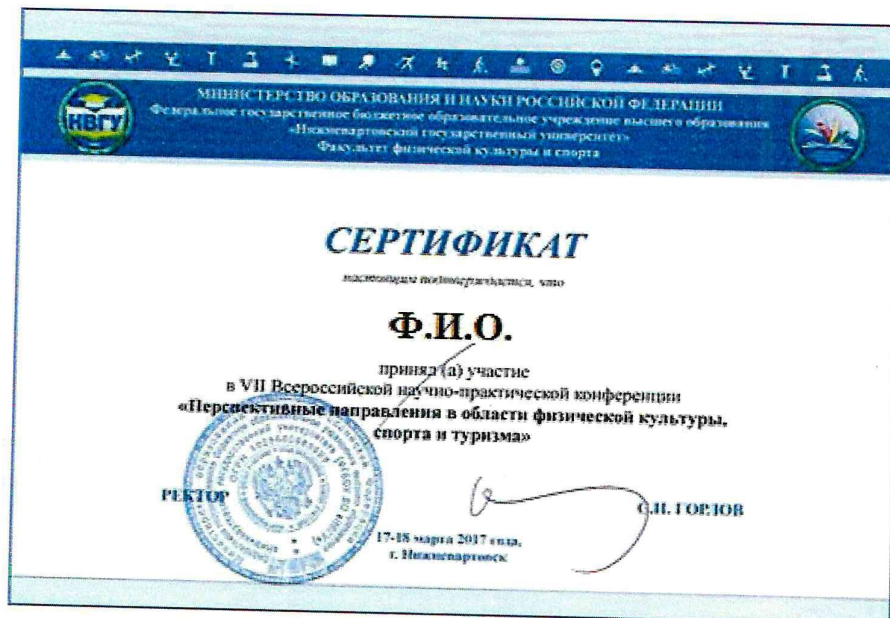 МИНИСТЕРСТВО ОБРАЗОВАНИЯ И НАУКИ РОССИЙСКОЙ ФЕДЕРАЦИИ
Федеральное государственное бюджетное образовательное учреждение высшего образования
«Нижневартовский государственный университет»
Факультет физической культуры и спорта
НВГУ
СЕРТИФИКАТ
настоящим подтверждается, что
Ф.И.О.
принял (а) участие
в VII Всероссийской научно-практической конференции
«Перспективные направления в области физической культуры,
спорта и туризма»
РЕКТОР
С.И. ГОРЛОВ
17-18 марта 2017 года,
г. Нижневартовск